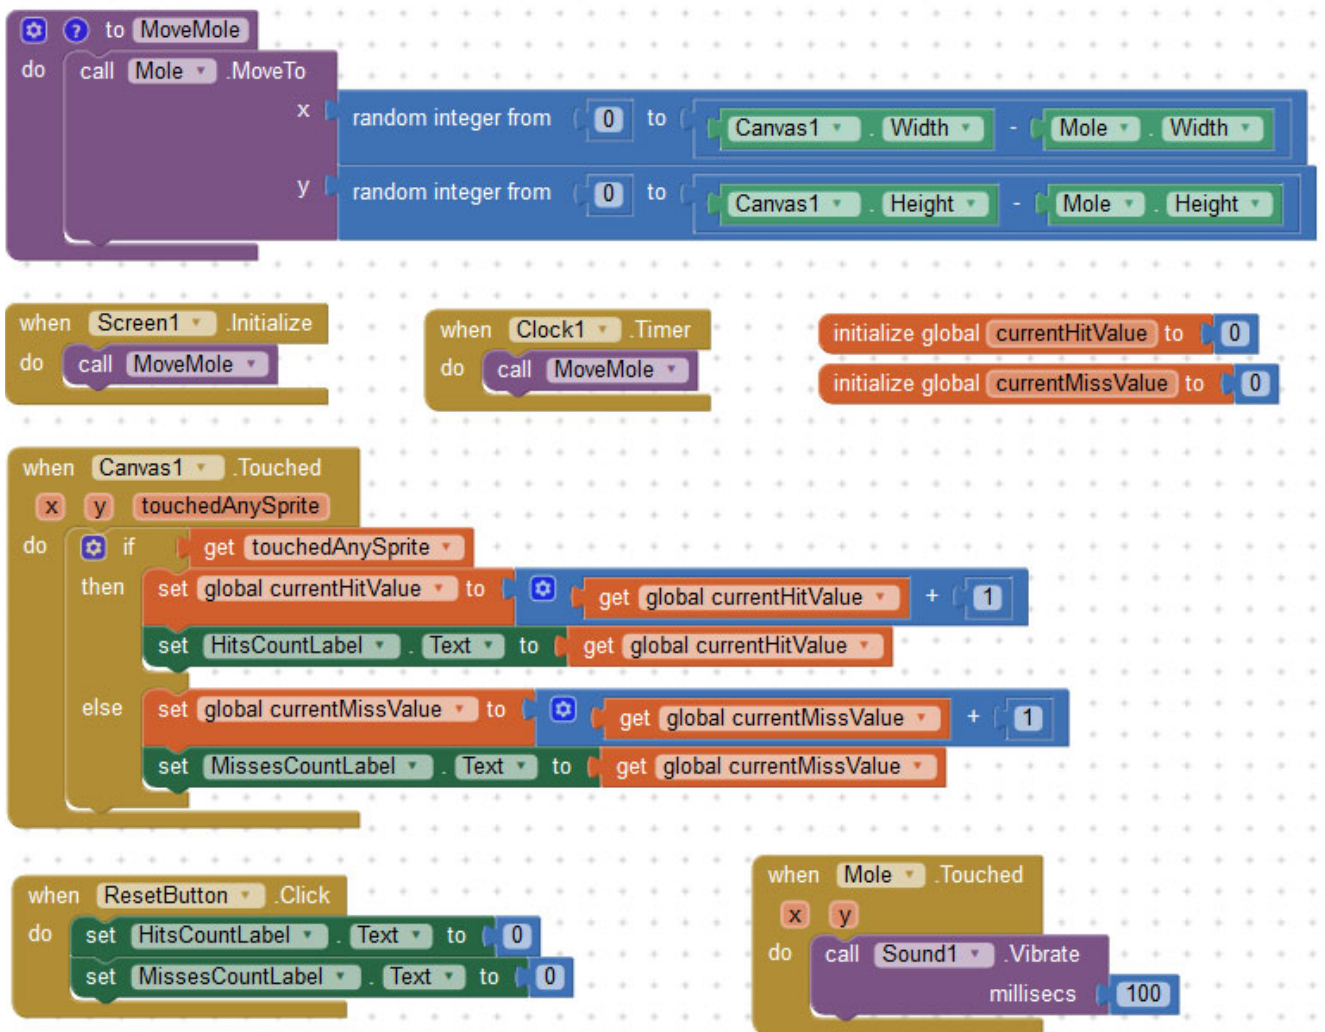 ? to MoveMole
do call Mole .MoveTo
x random integer from 0 to Canvas1 . Width - Mole . Width
y random integer from 0 to Canvas1 . Height - Mole . Height
when Screen1 .Initialize
do call MoveMole
when Clock1 .Timer
do call MoveMole
initialize global currentHitValue to 0
initialize global currentMissValue to 0
when Canvas1 .Touched
x y touchedAnySprite
do if get touchedAnySprite
then set global currentHitValue to get global currentHitValue + 1
set HitsCountLabel . Text to get global currentHitValue
else set global currentMissValue to get global currentMissValue + 1
set MissesCountLabel . Text to get global currentMissValue
when ResetButton .Click
do set HitsCountLabel . Text to 0
set MissesCountLabel . Text to 0
when Mole .Touched
x y
do call Sound1 .Vibrate
millisecs 100